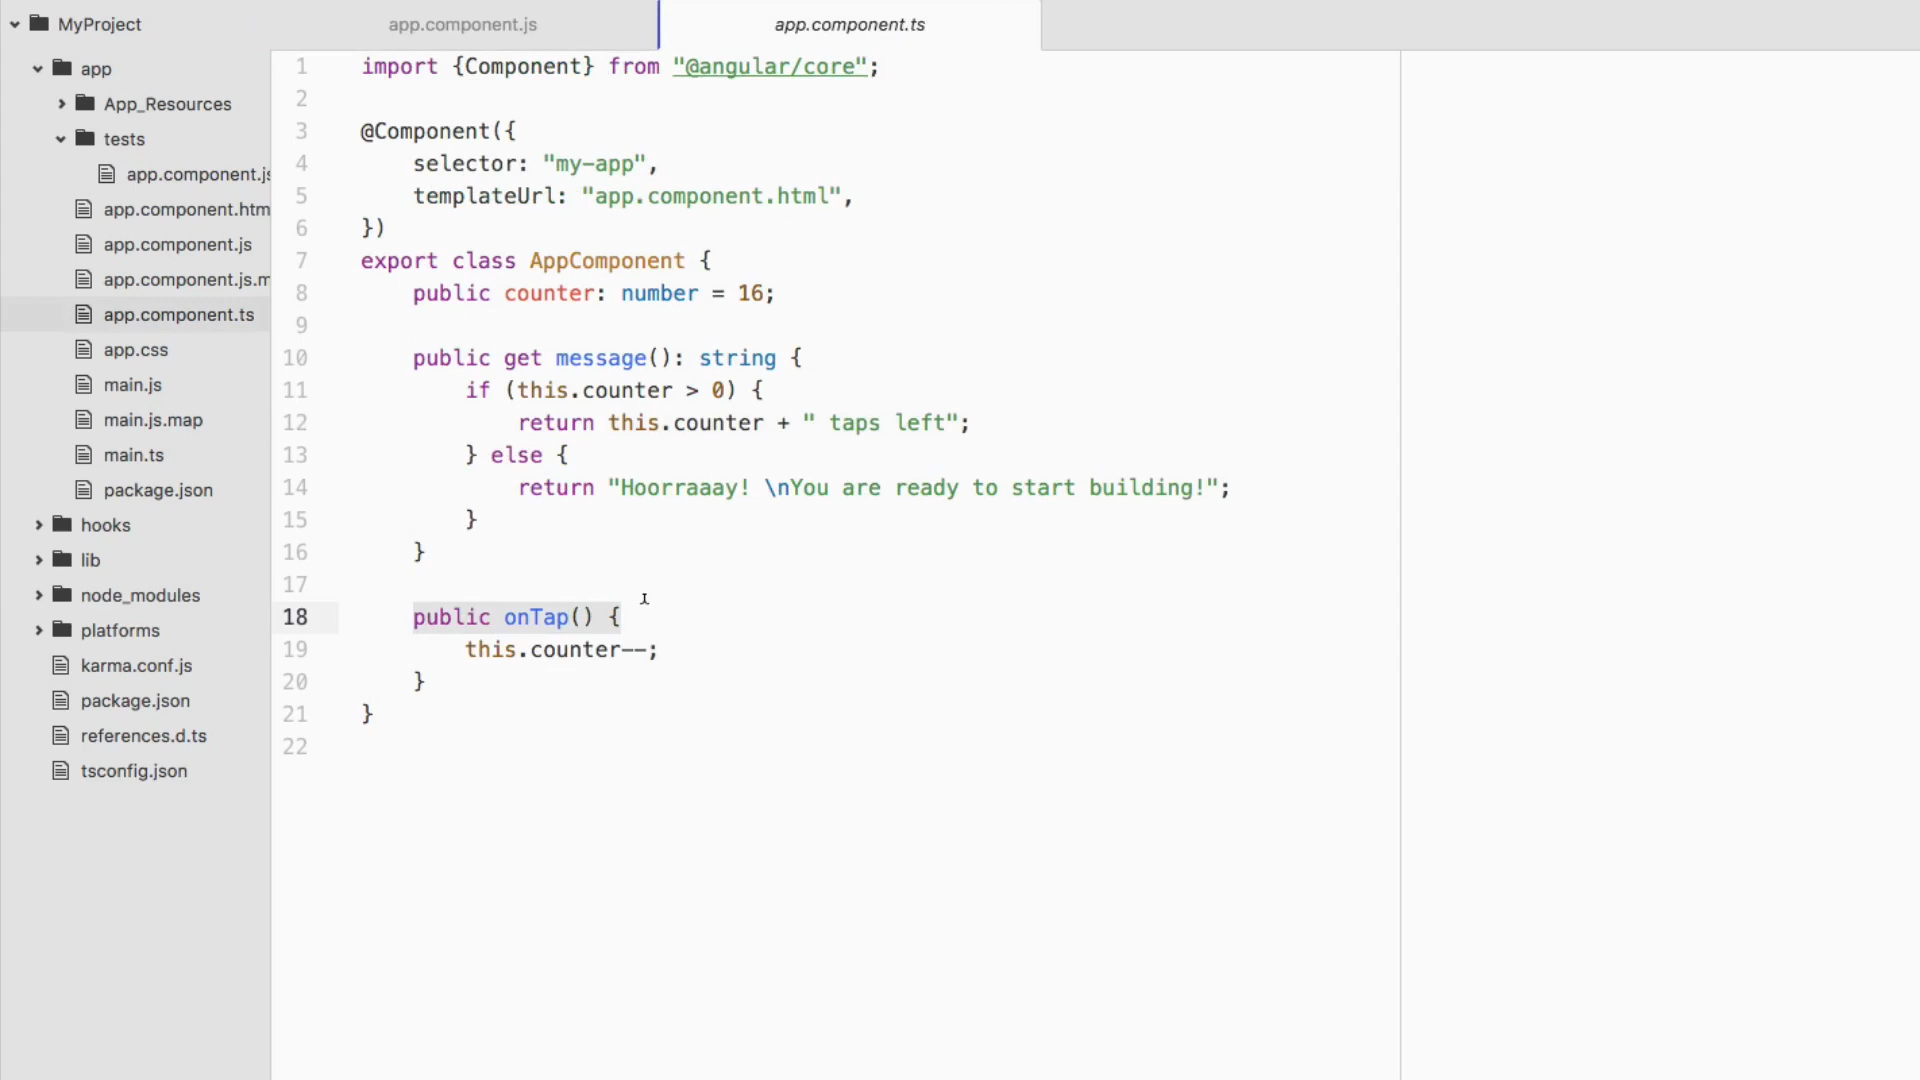 MyProject
app
App_Resources
tests
app.component.js
app.component.htm
app.component.js
app.component.js.m
app.component.ts
app.css
main.js
main.js.map
main.ts
package.json
hooks
lib
node_modules
platforms
karma.conf.js
package.json
references.d.ts
tsconfig.json
app.component.js
app.component.ts
1 import {Component} from "@angular/core";
2
3 @Component({
4 selector: "my-app",
5 templateUrl: "app.component.html",
6 })
7 export class AppComponent {
8 public counter: number = 16;
9
10 public get message(): string {
11 if (this.counter > 0) {
12 return this.counter + " taps left";
13 } else {
14 return "Hoorraaay! \nYou are ready to start building!";
15 }
16 }
17
18 public onTap() {
19 this.counter--;
20 }
21 }
22